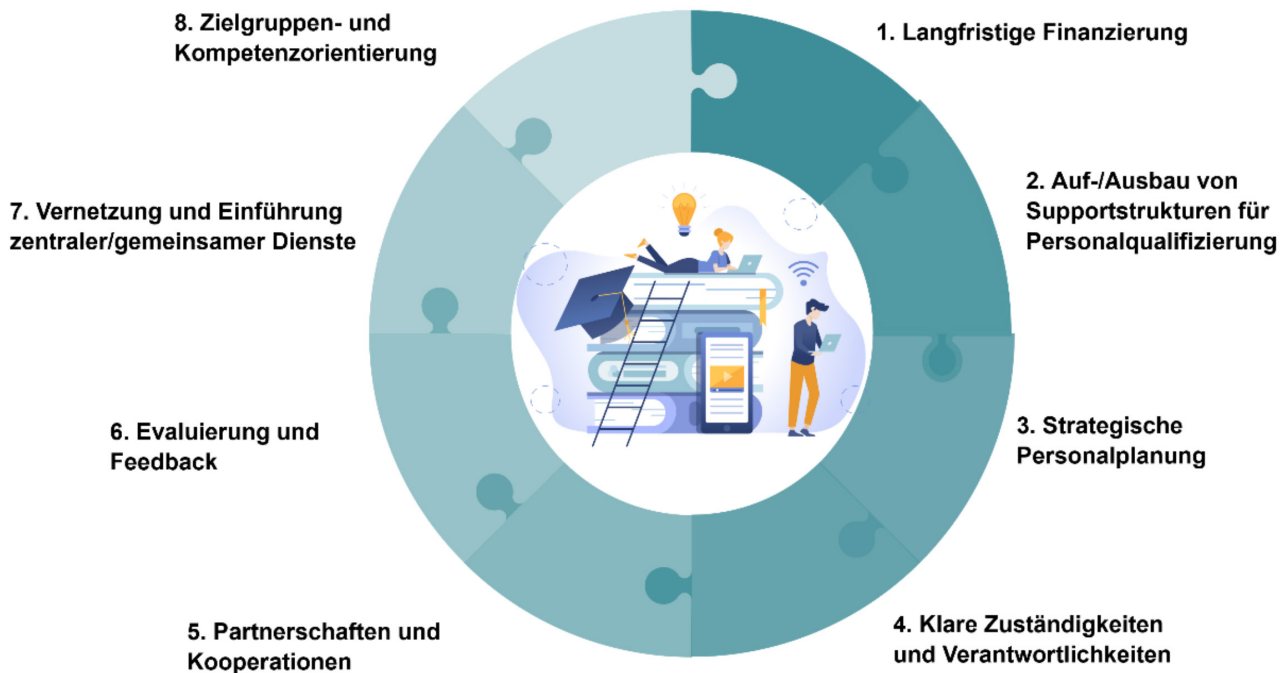 1. Langfristige Finanzierung
2. Auf-/Ausbau von
Supportstrukturen für
Personalqualifizierung
3. Strategische
Personalplanung
4. Klare Zuständigkeiten
und Verantwortlichkeiten
5. Partnerschaften und
Kooperationen
6. Evaluierung und
Feedback
7. Vernetzung und Einführung
zentraler/gemeinsamer Dienste
8. Zielgruppen- und
Kompetenzorientierung